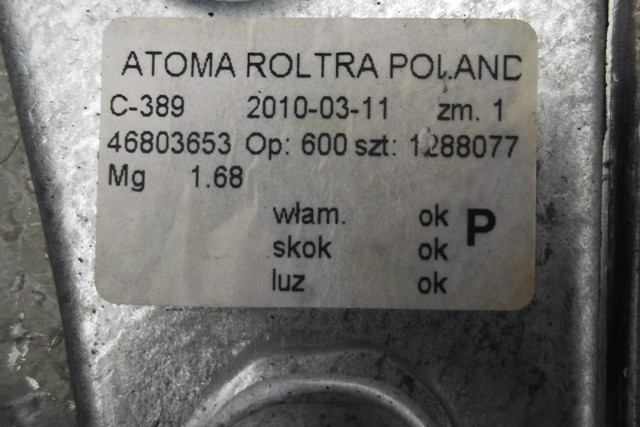 ATOMA ROLTRA POLAND
C-389 2010-03-11 zm. 1
46803653 Op: 600 szt: 1288077
Mg 1.68
włam. ok P
skok ok
luz ok